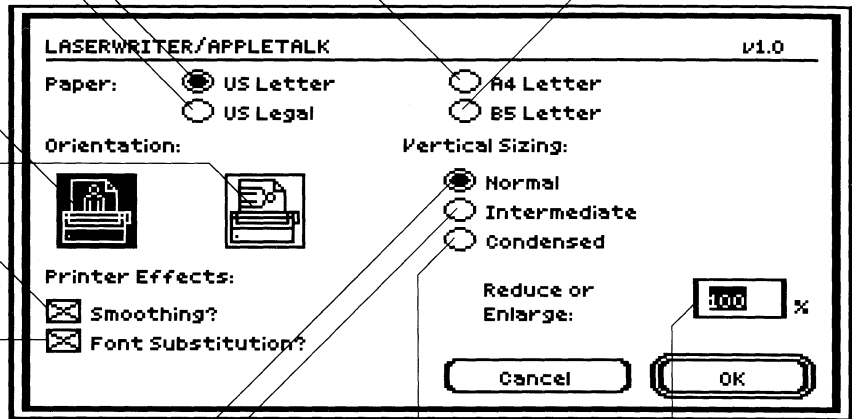 LASERWRITER/APPLETALK v1.0
Paper: US Letter A4 Letter
US Legal B5 Letter
Orientation: Vertical Sizing:
Normal
Intermediate
Condensed
Printer Effects:
Smoothing?
Font Substitution?
Reduce or
Enlarge: 100 %
Cancel OK